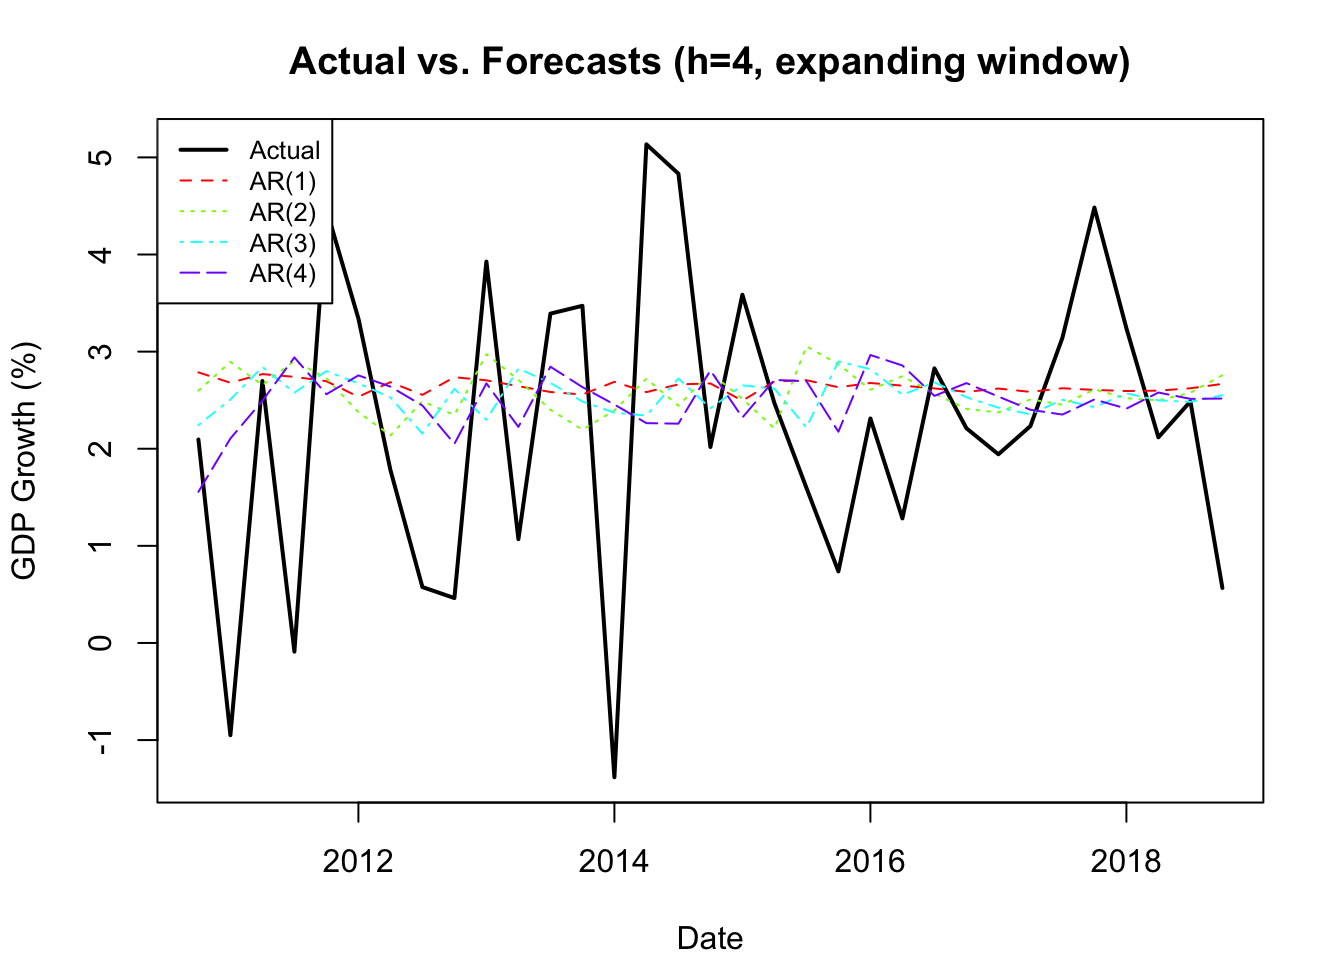 Actual vs. Forecasts (h=4, expanding window)
Actual
AR(1)
AR(2)
AR(3)
AR(4)
GDP Growth (%)
5
4
3
2
1
0
-1
2012 2014 2016 2018
Date